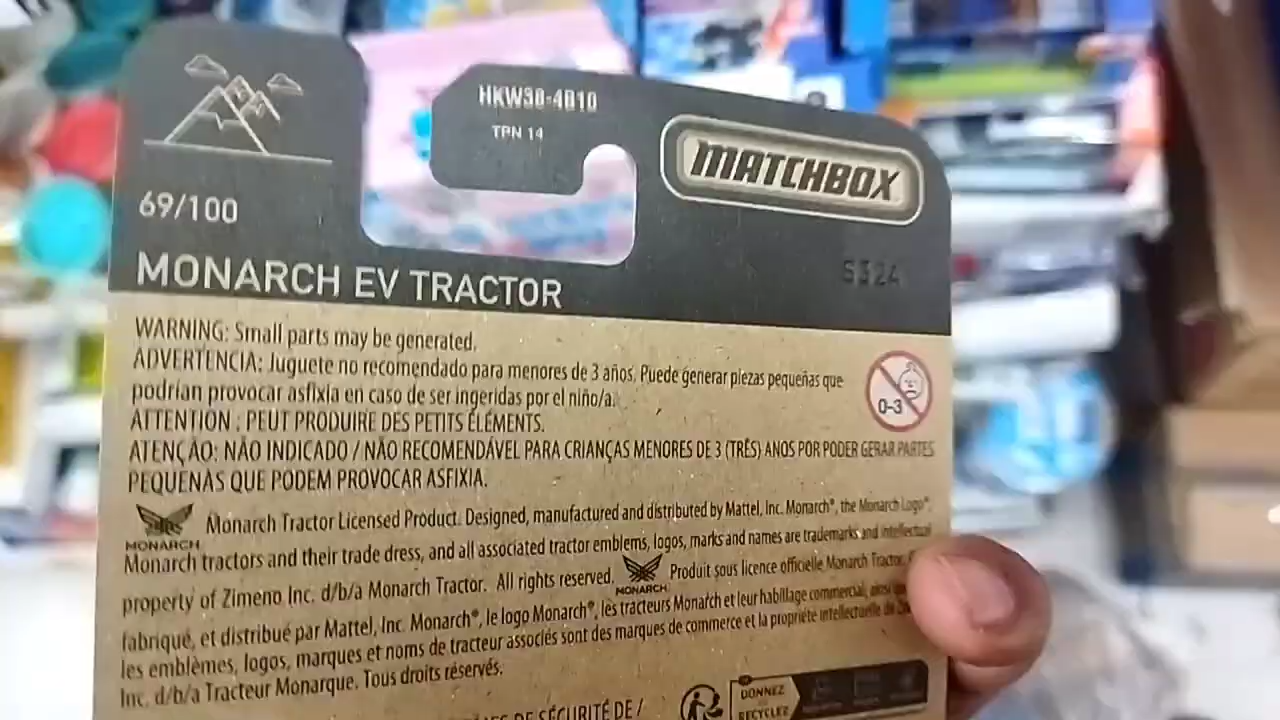 HKW38-4B10
TPN 14
MATCHBOX
69/100
S324
MONARCH EV TRACTOR
WARNING: Small parts may be generated.
ADVERTENCIA: Juguete no recomendado para menores de 3 años. Puede generar piezas pequeñas que
podrían provocar asfixia en caso de ser ingeridas por el niño/a.
0-3
ATTENTION : PEUT PRODUIRE DES PETITS ÉLÉMENTS.
ATENÇÃO: NÃO INDICADO / NÃO RECOMENDÁVEL PARA CRIANÇAS MENORES DE 3 (TRÊS) ANOS POR PODER GERAR PARTES
PEQUENAS QUE PODEM PROVOCAR ASFIXIA.
MONARCH
Monarch Tractor Licensed Product. Designed, manufactured and distributed by Mattel, Inc. Monarch®, the Monarch Logo®,
Monarch tractors and their trade dress, and all associated tractor emblems, logos, marks and names are trademarks and intellectual
property of Zimeno Inc. d/b/a Monarch Tractor. All rights reserved. MONARCH Produit sous licence officielle Monarch Tractor.
fabriqué, et distribué par Mattel, Inc. Monarch®, le logo Monarch®, les tracteurs Monarch et leur habillage commercial, ainsi
les emblèmes, logos, marques et noms de tracteur associés sont des marques de commerce et la propriété intellectuelle de
Inc. d/b/a Tracteur Monarque. Tous droits réservés.
DE SÉCURITÉ DE /
DONNEZ
RECYCLEZ